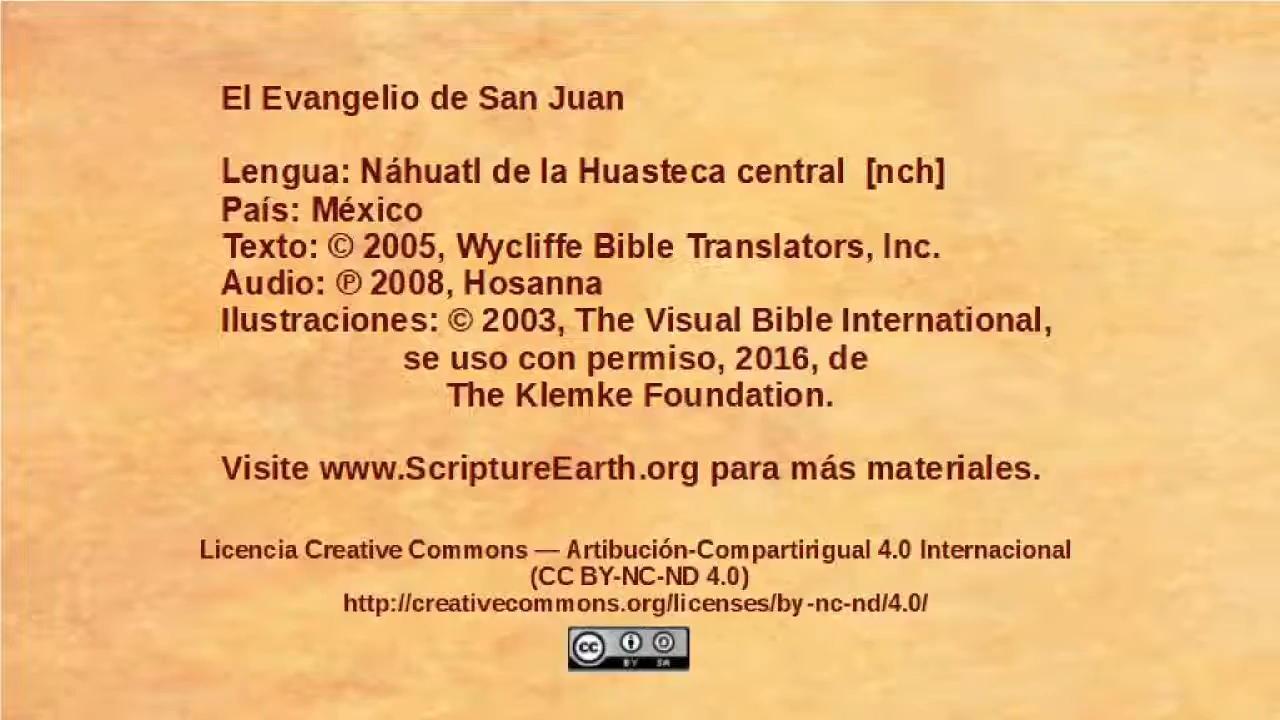 El Evangelio de San Juan
Lengua: Náhuatl de la Huasteca central [nch]
País: México
Texto: © 2005, Wycliffe Bible Translators, Inc.
Audio: ℗ 2008, Hosanna
Ilustraciones: © 2003, The Visual Bible International,
se uso con permiso, 2016, de
The Klemke Foundation.
Visite www.ScriptureEarth.org para más materiales.
Licencia Creative Commons — Artibución-Compartirigual 4.0 Internacional
(CC BY-NC-ND 4.0)
http://creativecommons.org/licenses/by-nc-nd/4.0/
cc BY SA